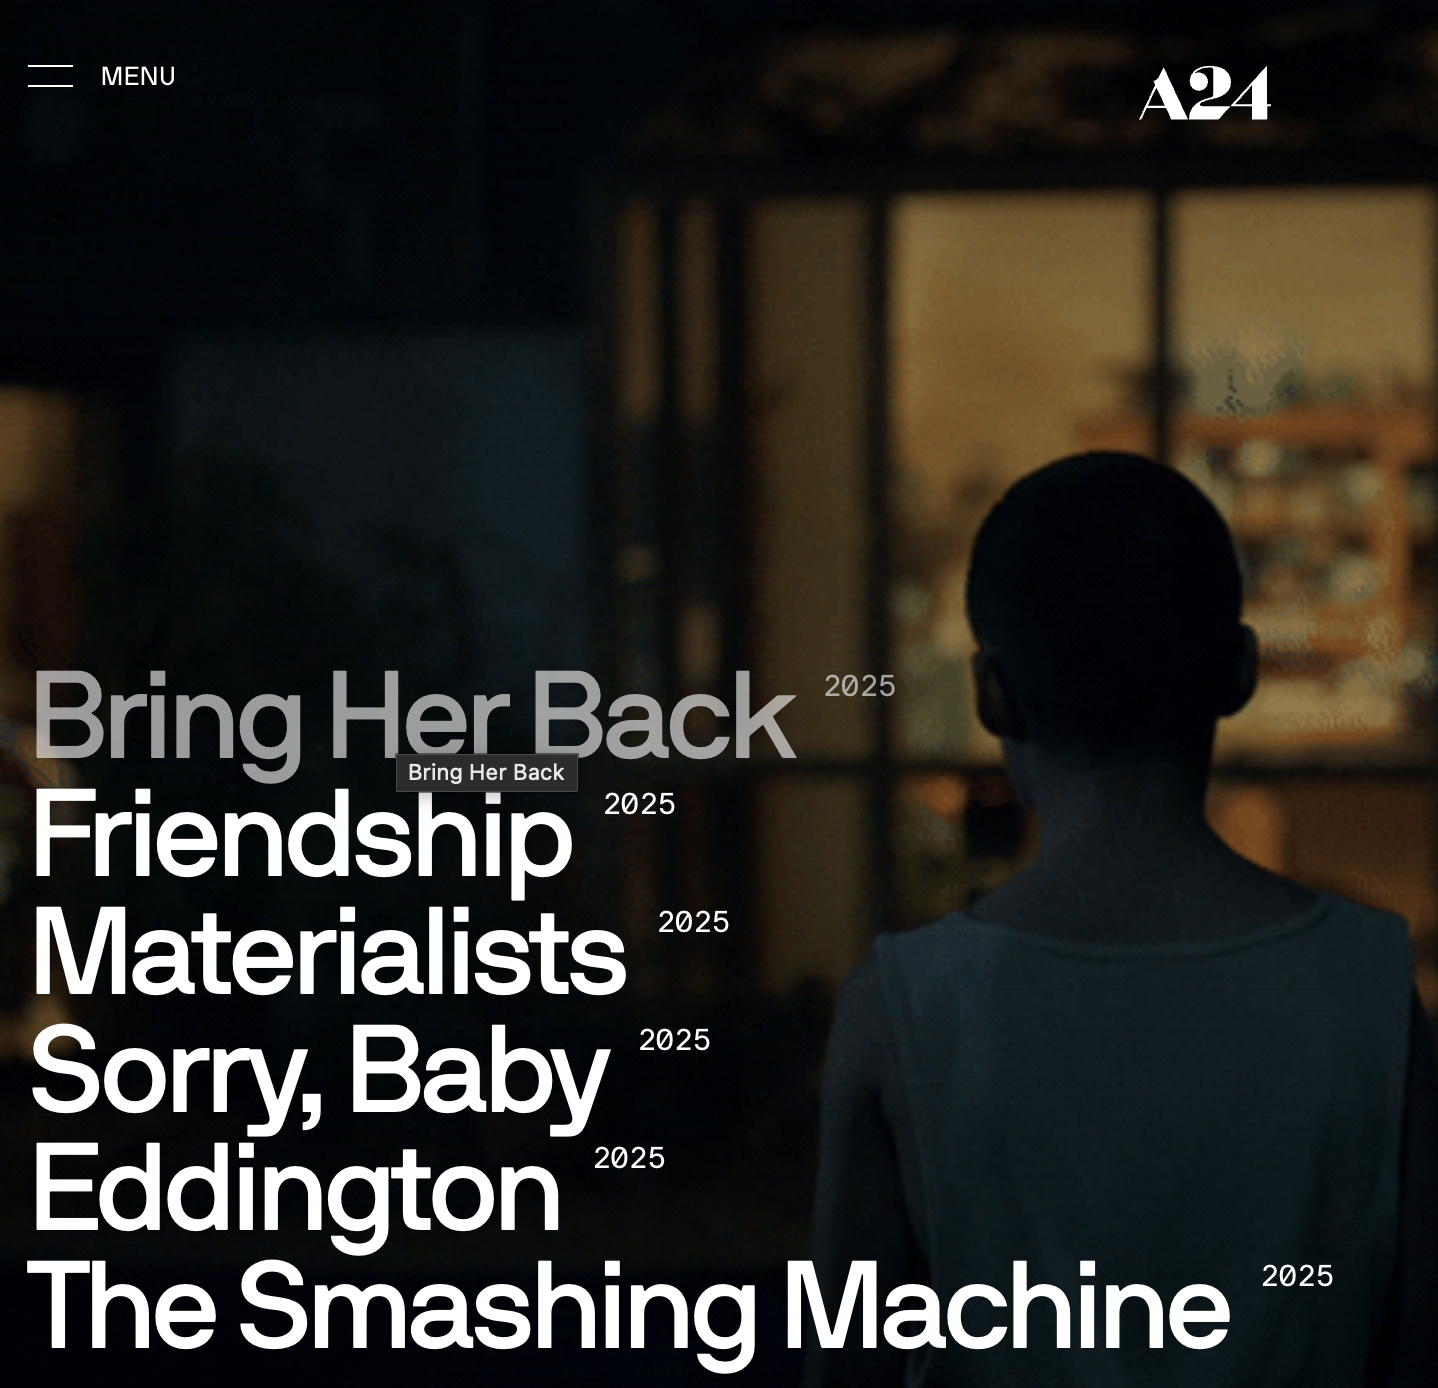 MENU
A24
Bring Her Back 2025
Bring Her Back
Friendship 2025
Materialists 2025
Sorry, Baby 2025
Eddington 2025
The Smashing Machine 2025